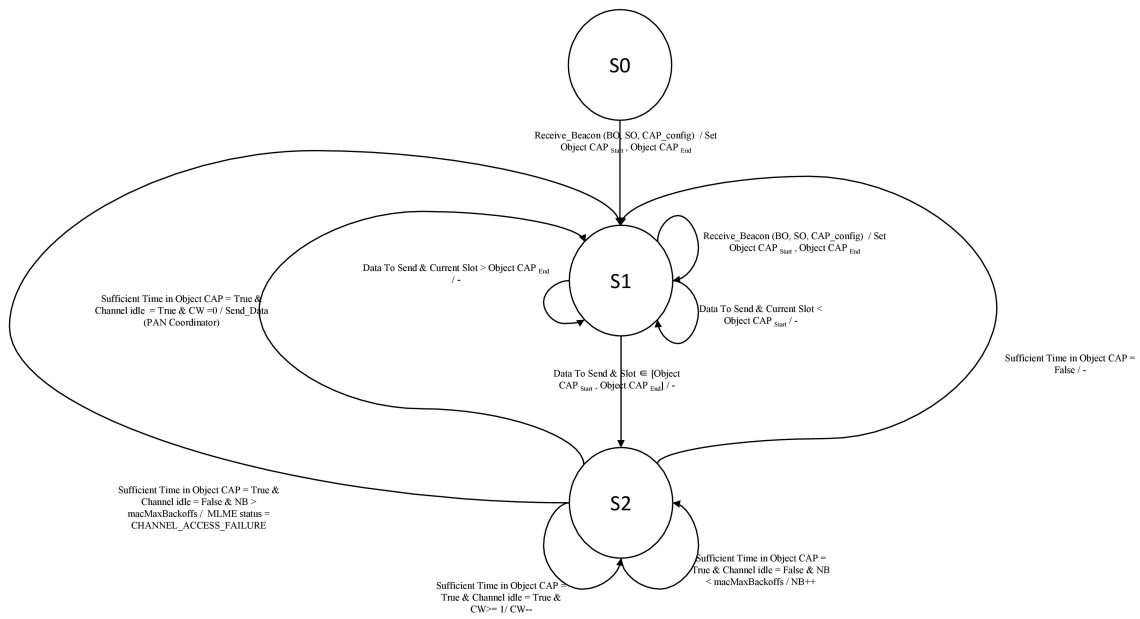 S0
Receive_Beacon (BO, SO, CAP_config) / Set
Object CAP Start , Object CAP End
S1
Receive_Beacon (BO, SO, CAP_config) / Set
Object CAP Start , Object CAP End
Data To Send & Current Slot > Object CAP End
/ -
Data To Send & Current Slot <
Object CAP Start / -
Sufficient Time in Object CAP = True &
Channel idle = True & CW =0 / Send_Data
(PAN Coordinator)
Sufficient Time in Object CAP =
False / -
Data To Send & Slot ∈ [Object
CAP Start , Object CAP End] / -
S2
Sufficient Time in Object CAP = True &
Channel idle = False & NB >
macMaxBackoffs / MLME status =
CHANNEL_ACCESS_FAILURE
Sufficient Time in Object CAP =
True & Channel idle = True &
CW>= 1/ CW--
Sufficient Time in Object CAP =
True & Channel idle = False & NB
< macMaxBackoffs / NB++